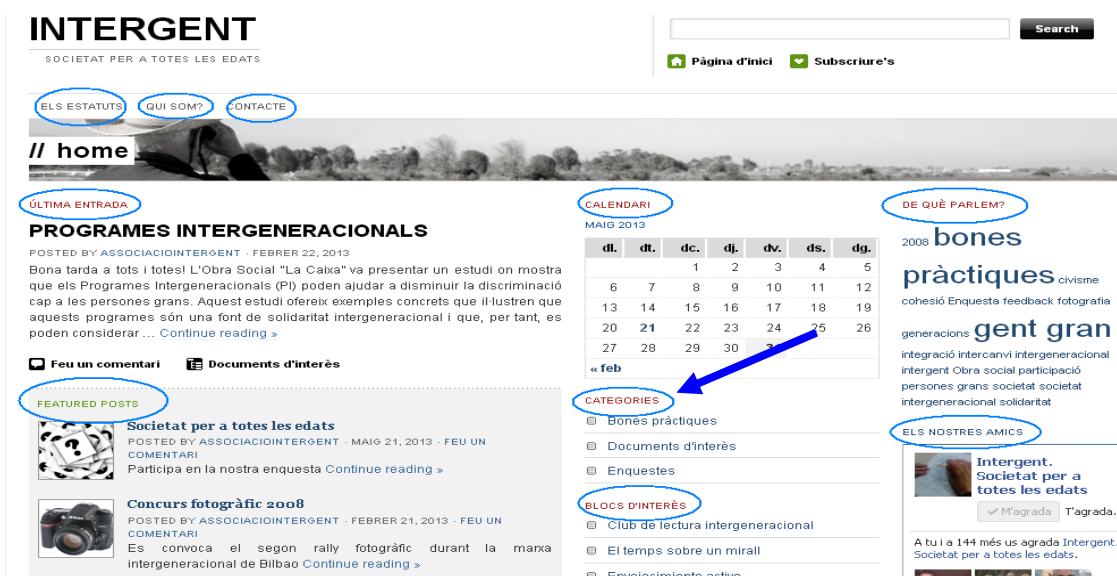 INTERGENT
SOCIETAT PER A TOTES LES EDATS
Search
Pàgina d'inici Subscriure's
ELS ESTATUTS QUI SOM? CONTACTE
// home
ÚLTIMA ENTRADA
PROGRAMES INTERGENERACIONALS
POSTED BY ASSOCIACIOINTERGENT · FEBRER 22, 2013
Bona tarda a tots i totes! L'Obra Social "La Caixa" va presentar un estudi on mostra
que els Programes Intergeneracionals (PI) poden ajudar a disminuir la discriminació
cap a les persones grans. Aquest estudi ofereix exemples concrets que il·lustren que
aquests programes són una font de solidaritat intergeneracional i que, per tant, es
poden considerar ... Continue reading »
Feu un comentari Documents d'interès
FEATURED POSTS
Societat per a totes les edats
POSTED BY ASSOCIACIOINTERGENT · MAIG 21, 2013 · FEU UN
COMENTARI
Participa en la nostra enquesta Continue reading »
Concurs fotogràfic 2008
POSTED BY ASSOCIACIOINTERGENT · FEBRER 21, 2013 · FEU UN
COMENTARI
Es convoca el segon rally fotogràfic durant la marxa
intergeneracional de Bilbao Continue reading »
CALENDARI
MAIG 2013
dl. dt. dc. dj. dv. ds. dg.
1 2 3 4 5
6 7 8 9 10 11 12
13 14 15 16 17 18 19
20 21 22 23 24 25 26
27 28 29 30 31
« feb
CATEGORIES
Bones pràctiques
Documents d'interès
Enquestes
BLOCS D'INTERÈS
Club de lectura intergeneracional
El temps sobre un mirall
Envejecimiento activo
DE QUÈ PARLEM?
2008 bones
pràctiques civisme
cohesió Enquesta feedback fotografia
generacions gent gran
integració intercanvi intergeneracional
intergent Obra social participació
persones grans societat societat
intergeneracional solidaritat
ELS NOSTRES AMICS
Intergent.
Societat per a
totes les edats
M'agrada T'agrada.
A tu i a 144 més us agrada Intergent.
Societat per a totes les edats.